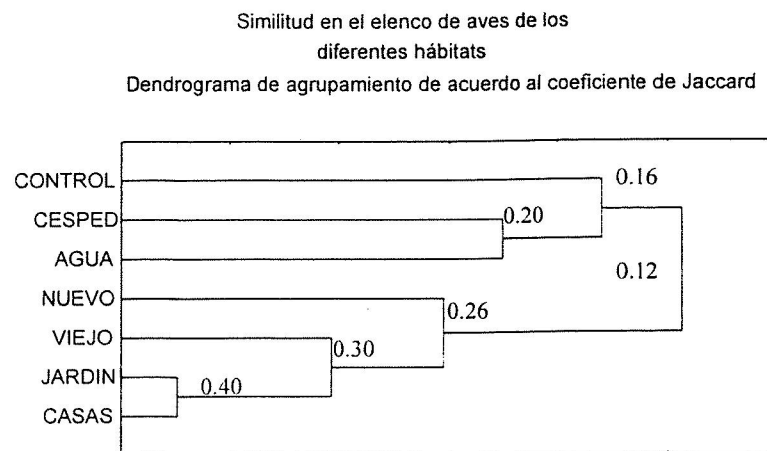 Similitud en el elenco de aves de los
diferentes hábitats
Dendrograma de agrupamiento de acuerdo al coeficiente de Jaccard
CONTROL
0.16
CESPED
0.20
AGUA
0.12
NUEVO
0.26
VIEJO
0.30
JARDIN
0.40
CASAS